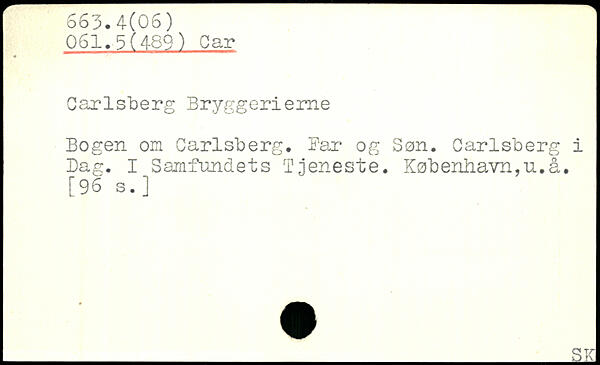 663.4(06)
061.5(489) Car
Carlsberg Bryggerierne
Bogen om Carlsberg. Far og Søn. Carlsberg i
Dag. I Samfundets Tjeneste. København,u.å.
[96 s.]
SK